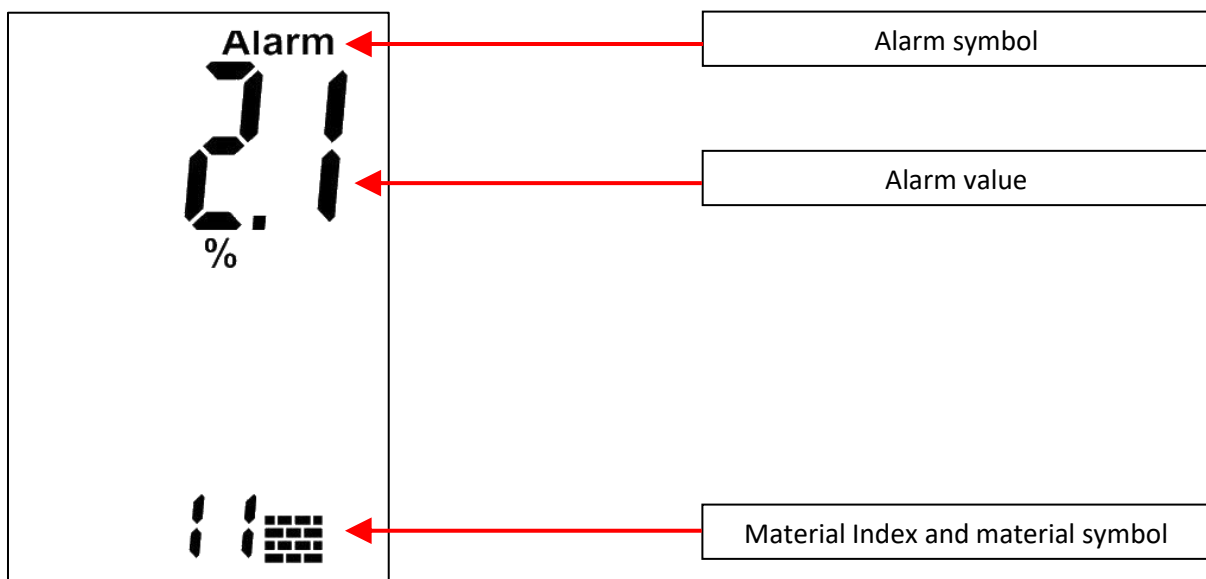 Alarm
Alarm symbol
2.1
Alarm value
%
11
Material Index and material symbol